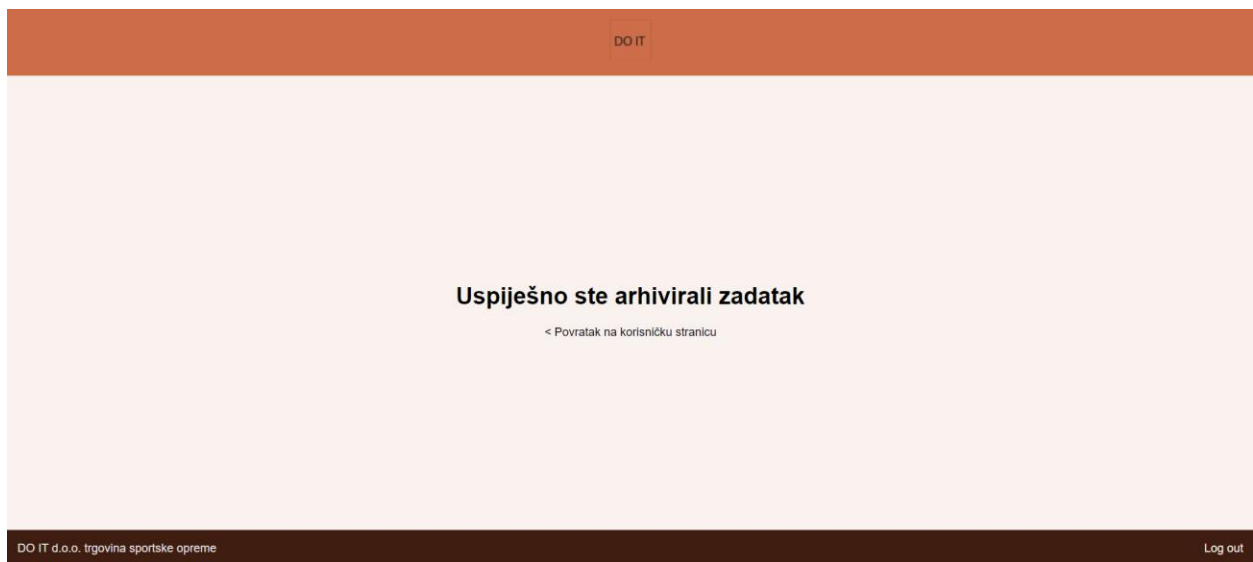 DO IT
Uspiješno ste arhivirali zadatak
< Povratak na korisničku stranicu
DO IT d.o.o. trgovina sportske opreme
Log out